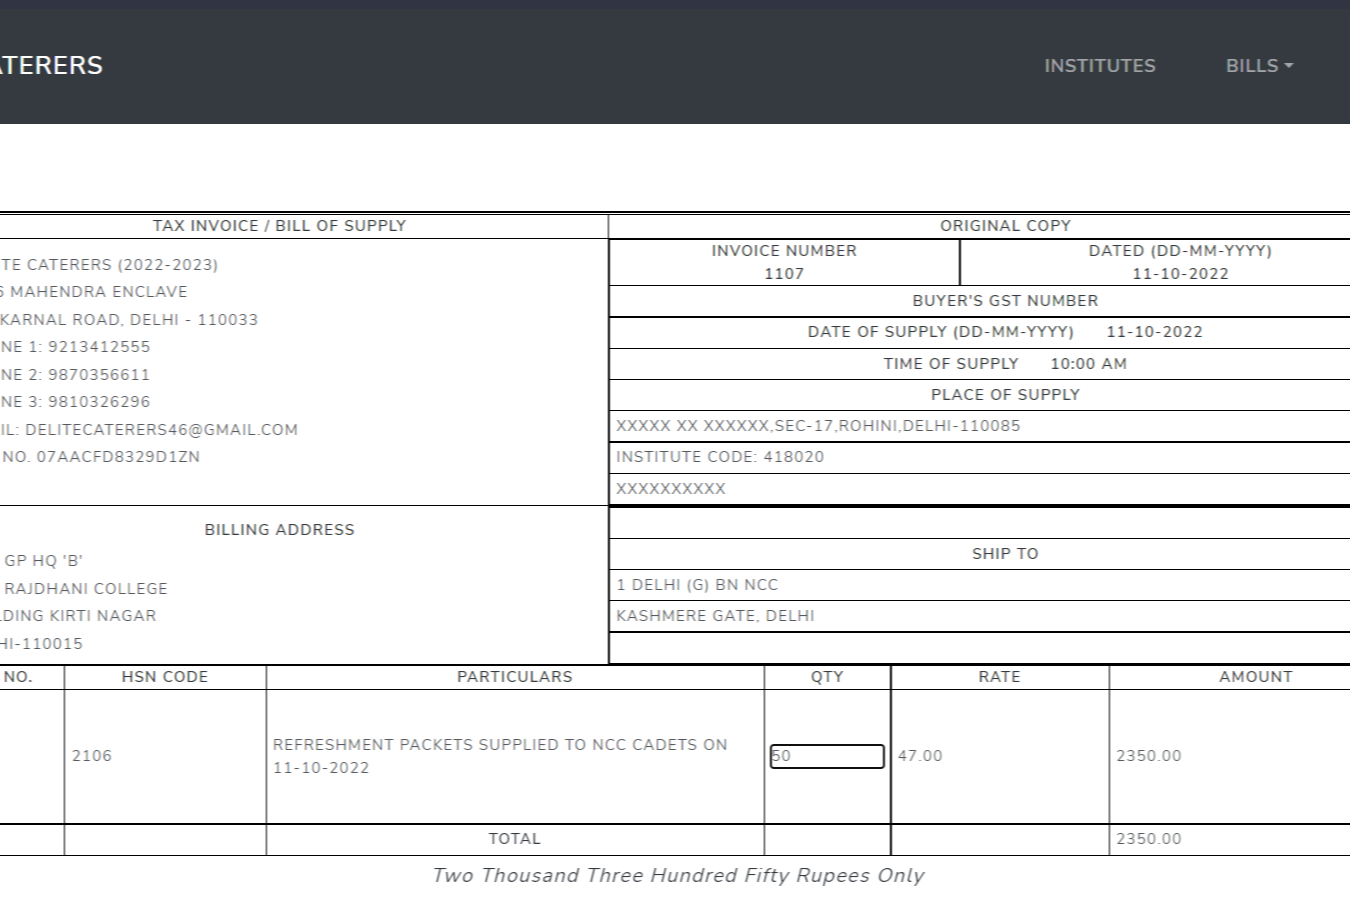 ATERERS
INSTITUTES
BILLS
TAX INVOICE / BILL OF SUPPLY
ORIGINAL COPY
TE CATERERS (2022-2023)
6 MAHENDRA ENCLAVE
KARNAL ROAD, DELHI - 110033
NE 1: 9213412555
NE 2: 9870356611
NE 3: 9810326296
IL: DELITECATERERS46@GMAIL.COM
NO. 07AACFD8329D1ZN
INVOICE NUMBER
1107
DATED (DD-MM-YYYY)
11-10-2022
BUYER'S GST NUMBER
DATE OF SUPPLY (DD-MM-YYYY) 11-10-2022
TIME OF SUPPLY 10:00 AM
PLACE OF SUPPLY
XXXXX XX XXXXXX,SEC-17,ROHINI,DELHI-110085
INSTITUTE CODE: 418020
XXXXXXXXXX
BILLING ADDRESS
GP HQ 'B'
RAJDHANI COLLEGE
LDING KIRTI NAGAR
HI-110015
SHIP TO
1 DELHI (G) BN NCC
KASHMERE GATE, DELHI
NO. HSN CODE PARTICULARS QTY RATE AMOUNT
2106
REFRESHMENT PACKETS SUPPLIED TO NCC CADETS ON
11-10-2022
50 47.00 2350.00
TOTAL 2350.00
Two Thousand Three Hundred Fifty Rupees Only